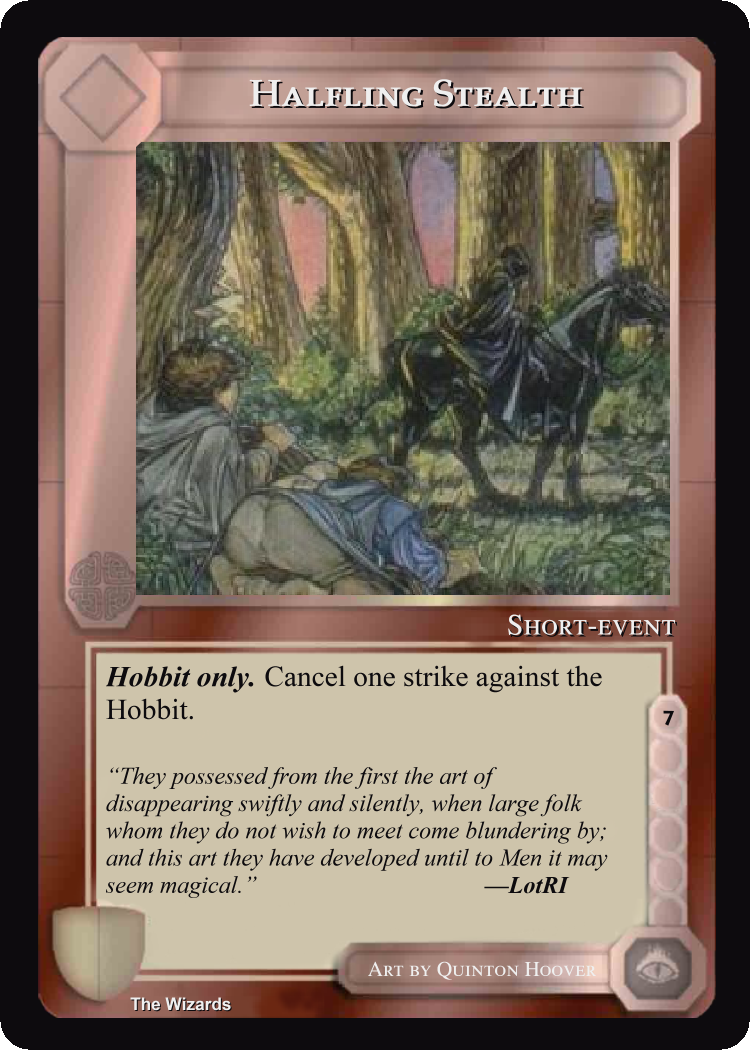 Halfling Stealth
Short-event
Hobbit only. Cancel one strike against the
Hobbit.
7
“They possessed from the first the art of
disappearing swiftly and silently, when large folk
whom they do not wish to meet come blundering by;
and this art they have developed until to Men it may
seem magical.” —LotRI
Art by Quinton Hoover
The Wizards